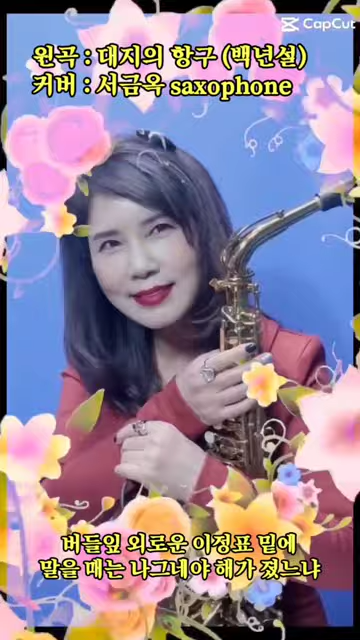 CapCut
원곡 : 대지의 항구 (백년설)
커버 : 서금옥 saxophone
버들잎 외로운 이정표 밑에
말을 매는 나그네야 해가 졌느냐